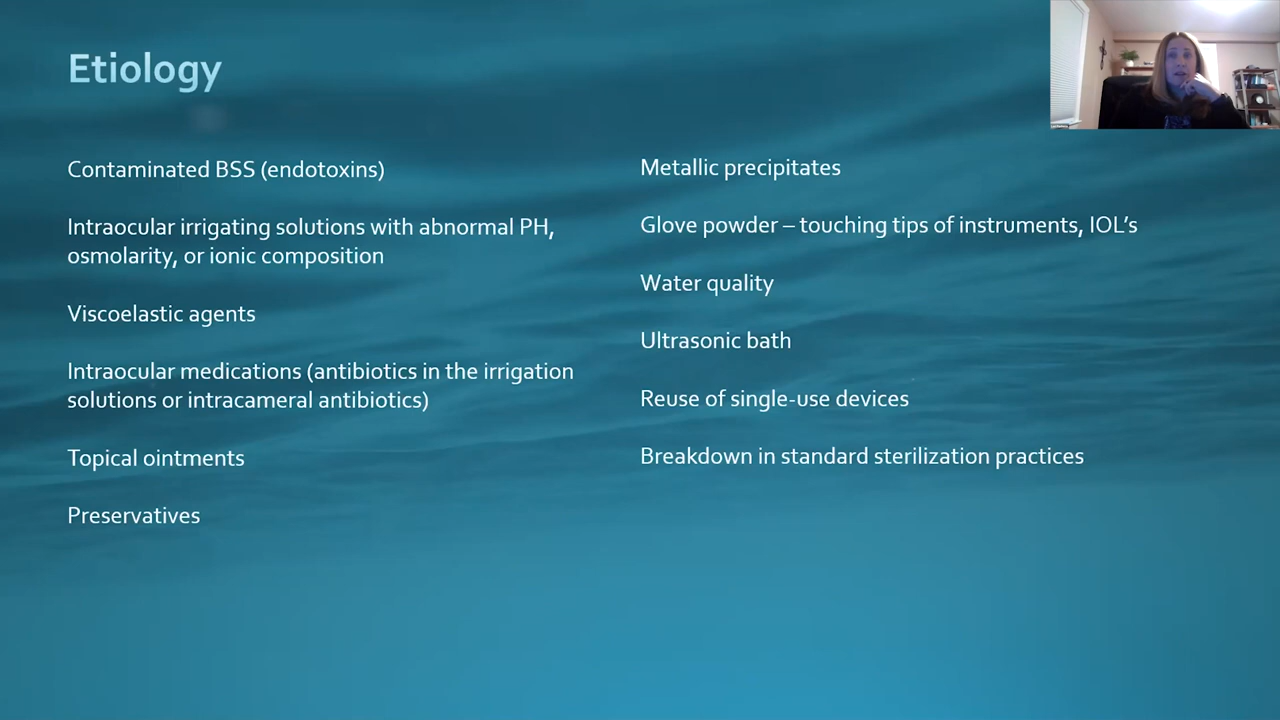 Etiology
Contaminated BSS (endotoxins)
Intraocular irrigating solutions with abnormal PH,
osmolarity, or ionic composition
Viscoelastic agents
Intraocular medications (antibiotics in the irrigation
solutions or intracameral antibiotics)
Topical ointments
Preservatives
Metallic precipitates
Glove powder – touching tips of instruments, IOL’s
Water quality
Ultrasonic bath
Reuse of single-use devices
Breakdown in standard sterilization practices